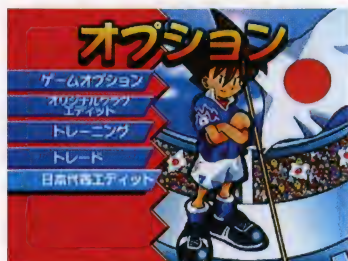 オプション
ゲームオプション
オリジナルクラブ
エディット
トレーニング
トレード
日本代表エディット